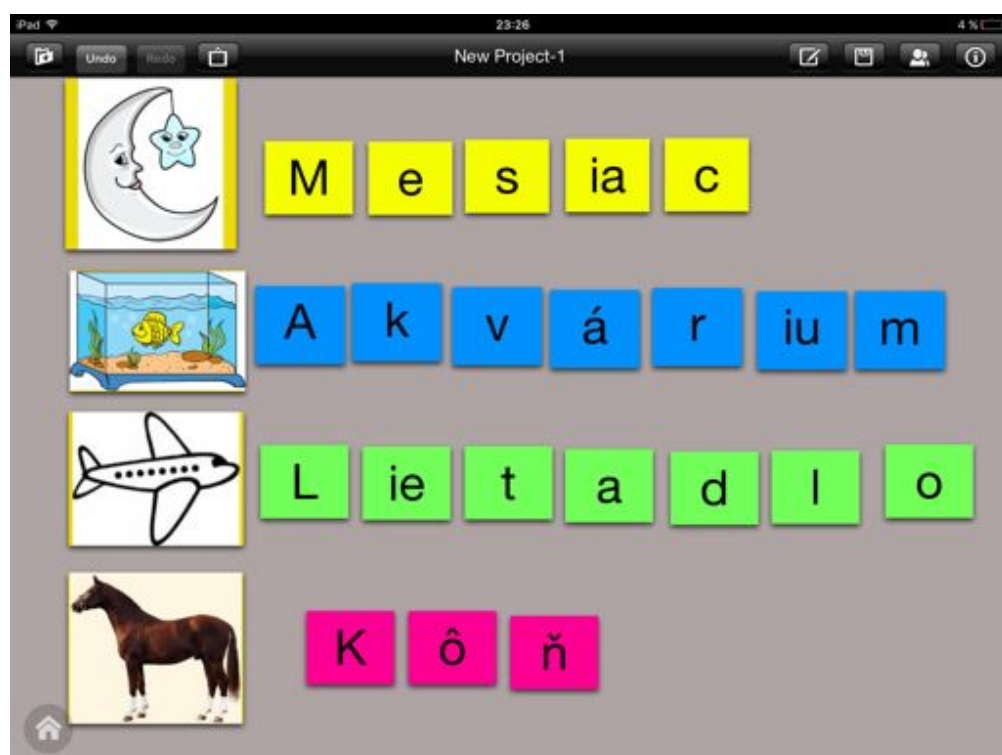 iPad 23:26 4 %
Undo Redo New Project-1
M e s ia c
A k v á r iu m
L ie t a d l o
K ô ň